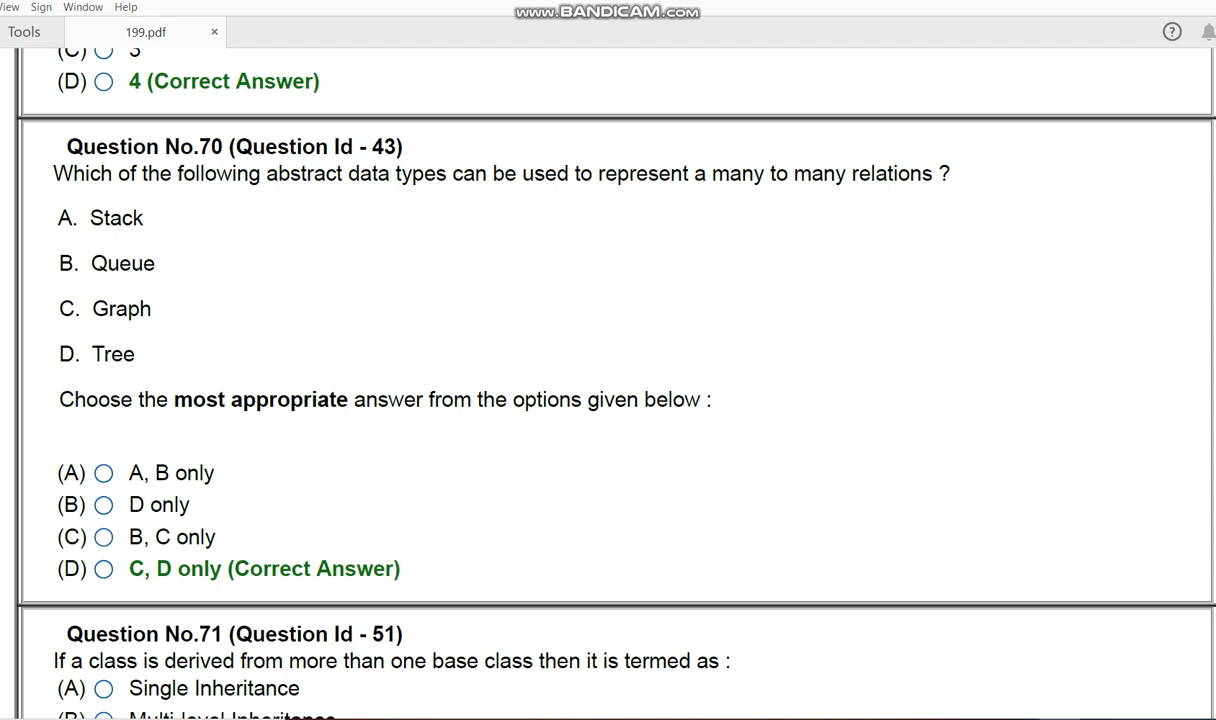 View Sign Window Help
www.BANDICAM.com
Tools 199.pdf × ?
(C) 3
(D) 4 (Correct Answer)
Question No.70 (Question Id - 43)
Which of the following abstract data types can be used to represent a many to many relations ?
A. Stack
B. Queue
C. Graph
D. Tree
Choose the most appropriate answer from the options given below :
(A) A, B only
(B) D only
(C) B, C only
(D) C, D only (Correct Answer)
Question No.71 (Question Id - 51)
If a class is derived from more than one base class then it is termed as :
(A) Single Inheritance
(B) Multi-level Inheritance